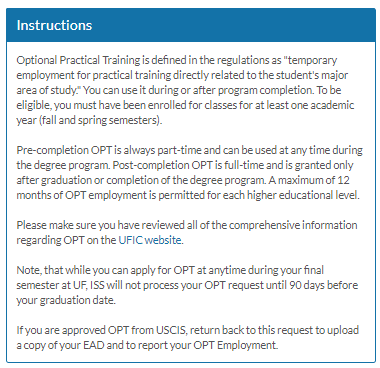 Instructions
Optional Practical Training is defined in the regulations as "temporary
employment for practical training directly related to the student's major
area of study." You can use it during or after program completion. To be
eligible, you must have been enrolled for classes for at least one academic
year (fall and spring semesters).
Pre-completion OPT is always part-time and can be used at any time during
the degree program. Post-completion OPT is full-time and is granted only
after graduation or completion of the degree program. A maximum of 12
months of OPT employment is permitted for each higher educational level.
Please make sure you have reviewed all of the comprehensive information
regarding OPT on the UFIC website.
Note, that while you can apply for OPT at anytime during your final
semester at UF, ISS will not process your OPT request until 90 days before
your graduation date.
If you are approved OPT from USCIS, return back to this request to upload
a copy of your EAD and to report your OPT Employment.